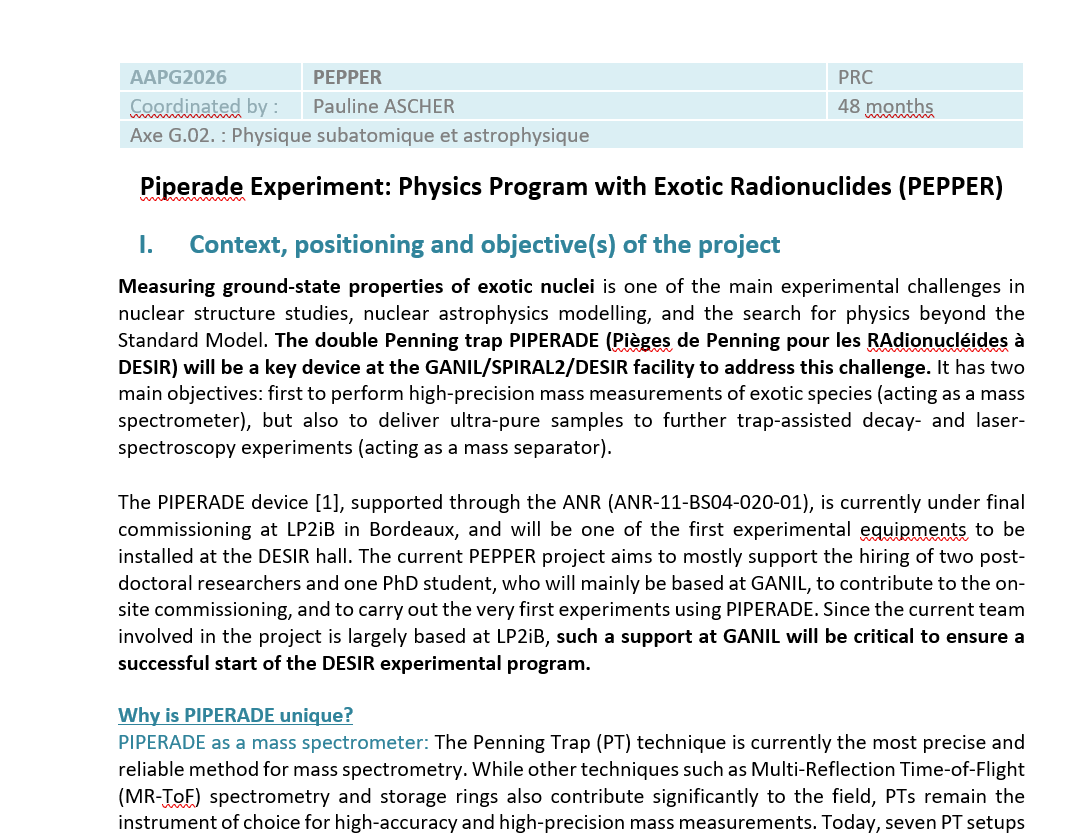 AAPG2026 PEPPER PRC
Coordinated by : Pauline ASCHER 48 months
Axe G.02. : Physique subatomique et astrophysique
Piperade Experiment: Physics Program with Exotic Radionuclides (PEPPER)
I. Context, positioning and objective(s) of the project
Measuring ground-state properties of exotic nuclei is one of the main experimental challenges in
nuclear structure studies, nuclear astrophysics modelling, and the search for physics beyond the
Standard Model. The double Penning trap PIPERADE (Pièges de Penning pour les RAdionucléides à
DESIR) will be a key device at the GANIL/SPIRAL2/DESIR facility to address this challenge. It has two
main objectives: first to perform high-precision mass measurements of exotic species (acting as a mass
spectrometer), but also to deliver ultra-pure samples to further trap-assisted decay- and laser-
spectroscopy experiments (acting as a mass separator).
The PIPERADE device [1], supported through the ANR (ANR-11-BS04-020-01), is currently under final
commissioning at LP2iB in Bordeaux, and will be one of the first experimental equipments to be
installed at the DESIR hall. The current PEPPER project aims to mostly support the hiring of two post-
doctoral researchers and one PhD student, who will mainly be based at GANIL, to contribute to the on-
site commissioning, and to carry out the very first experiments using PIPERADE. Since the current team
involved in the project is largely based at LP2iB, such a support at GANIL will be critical to ensure a
successful start of the DESIR experimental program.
Why is PIPERADE unique?
PIPERADE as a mass spectrometer: The Penning Trap (PT) technique is currently the most precise and
reliable method for mass spectrometry. While other techniques such as Multi-Reflection Time-of-Flight
(MR-ToF) spectrometry and storage rings also contribute significantly to the field, PTs remain the
instrument of choice for high-accuracy and high-precision mass measurements. Today, seven PT setups